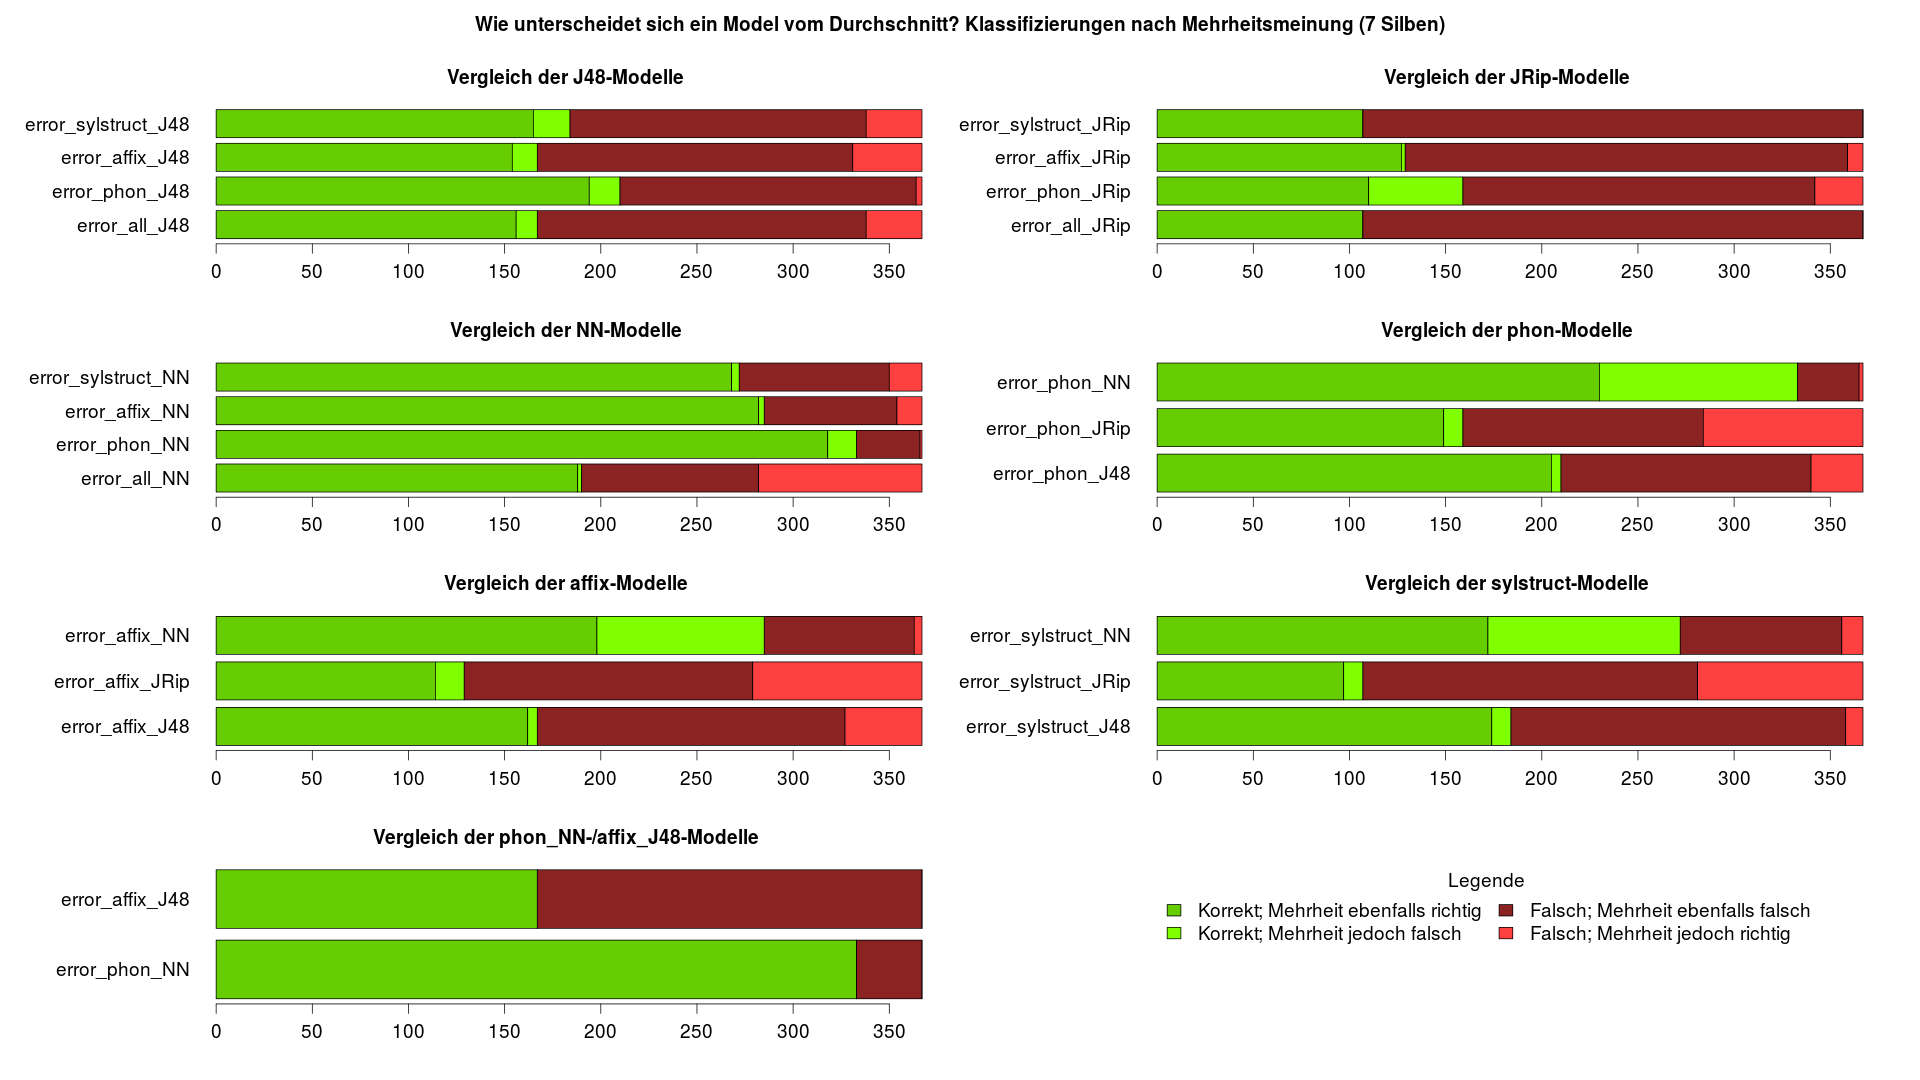 Wie unterscheidet sich ein Model vom Durchschnitt? Klassifizierungen nach Mehrheitsmeinung (7 Silben)
Vergleich der J48-Modelle
error_sylstruct_J48
error_affix_J48
error_phon_J48
error_all_J48
0 50 100 150 200 250 300 350
Vergleich der JRip-Modelle
error_sylstruct_JRip
error_affix_JRip
error_phon_JRip
error_all_JRip
0 50 100 150 200 250 300 350
Vergleich der NN-Modelle
error_sylstruct_NN
error_affix_NN
error_phon_NN
error_all_NN
0 50 100 150 200 250 300 350
Vergleich der phon-Modelle
error_phon_NN
error_phon_JRip
error_phon_J48
0 50 100 150 200 250 300 350
Vergleich der affix-Modelle
error_affix_NN
error_affix_JRip
error_affix_J48
0 50 100 150 200 250 300 350
Vergleich der sylstruct-Modelle
error_sylstruct_NN
error_sylstruct_JRip
error_sylstruct_J48
0 50 100 150 200 250 300 350
Vergleich der phon_NN-/affix_J48-Modelle
error_affix_J48
error_phon_NN
0 50 100 150 200 250 300 350
Legende
Korrekt; Mehrheit ebenfalls richtig Falsch; Mehrheit ebenfalls falsch
Korrekt; Mehrheit jedoch falsch Falsch; Mehrheit jedoch richtig